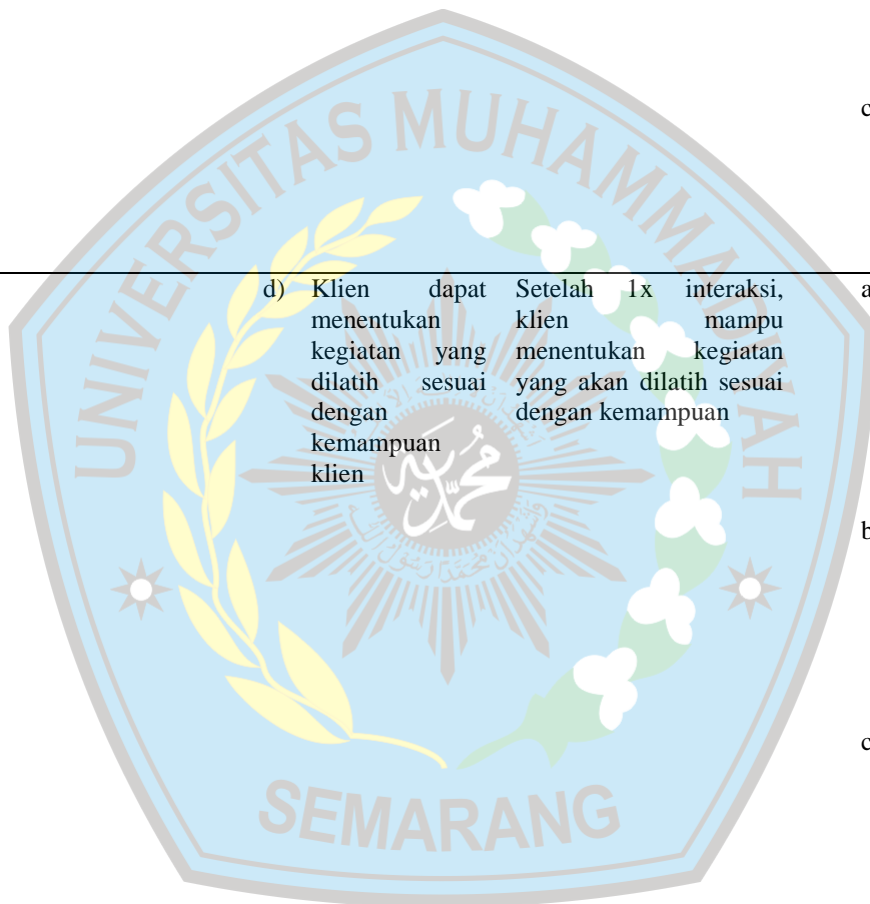 UNIVERSITAS MUHAMMADIYAH
c
d) Klien dapat menentukan kegiatan yang dilatih sesuai dengan kemampuan klien
Setelah 1x interaksi, klien mampu menentukan kegiatan yang akan dilatih sesuai dengan kemampuan
a
محمدية
b
c
SEMARANG